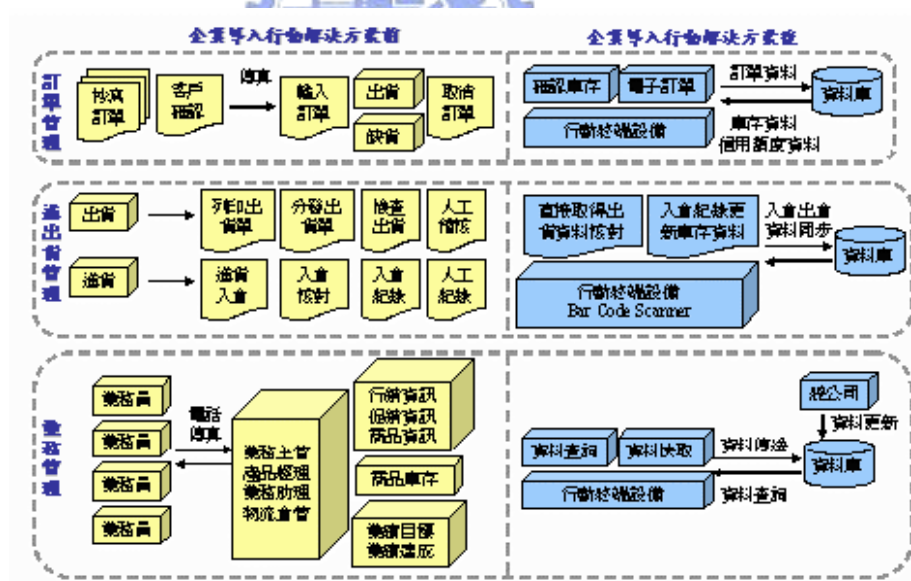 企業導入行動解決方案前
企業導入行動解決方案後
訂單管理
抄寫
訂單
客戶
確認
傳真
輸入
訂單
出貨
缺貨
取消
訂單
確認庫存
電子訂單
行動終端設備
訂單資料
庫存資料
信用額度資料
資料庫
進出貨管理
出貨
列印出
貨單
分發出
貨單
檢查
出貨
人工
稽核
進貨
進貨
入倉
入倉
核對
入倉
紀錄
人工
紀錄
直接取得出
貨資料核對
入倉紀錄更
新庫存資料
行動終端設備
Bar Code Scanner
入倉出倉
資料同步
資料庫
業務管理
業務員
業務員
業務員
業務員
電話
傳真
業務主管
產品經理
業務助理
物流倉管
行銷資訊
促銷資訊
商品資訊
商品庫存
業績目標
業績達成
資料查詢
資料快取
行動終端設備
資料傳送
資料查詢
總公司
資料更新
資料庫